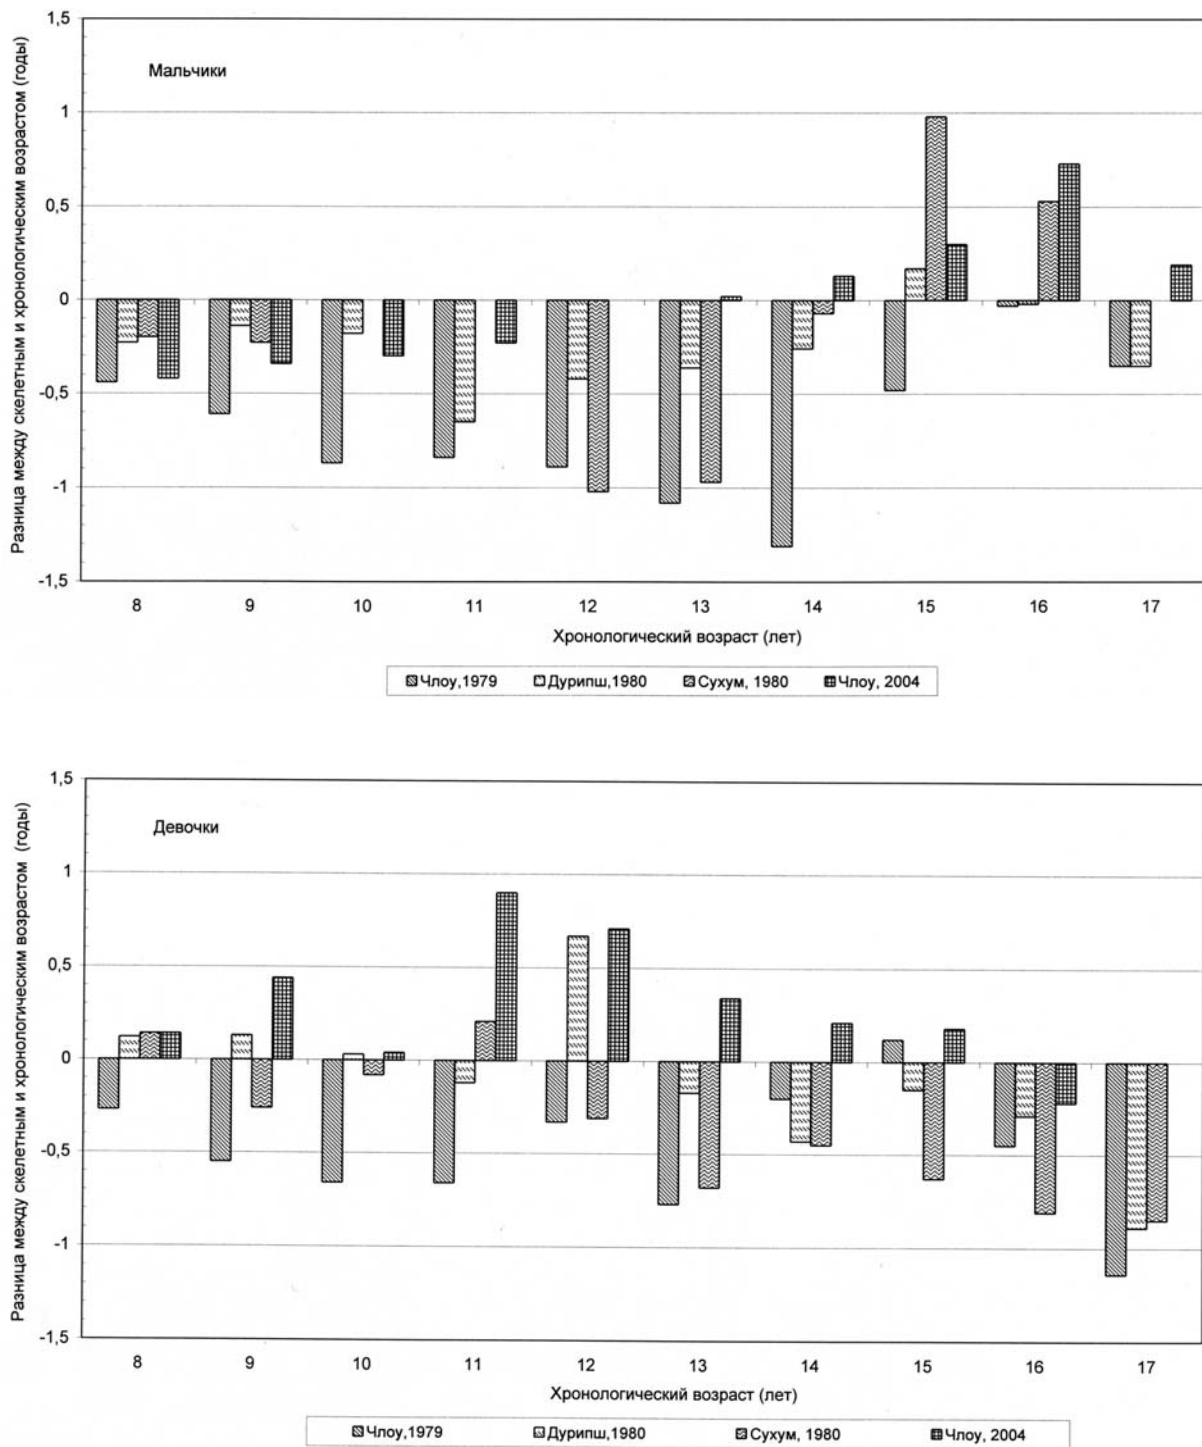 Мальчики
Разница между скелетным и хронологическим возрастом (годы)
1,5
1
0,5
0
-0,5
-1
-1,5
8 9 10 11 12 13 14 15 16 17
Хронологический возраст (лет)
Члоу,1979 Дурипш,1980 Сухум, 1980 Члоу, 2004
Девочки
Разница между скелетным и хронологическим возрастом (годы)
1,5
1
0,5
0
-0,5
-1
-1,5
8 9 10 11 12 13 14 15 16 17
Хронологический возраст (лет)
Члоу,1979 Дурипш,1980 Сухум, 1980 Члоу, 2004